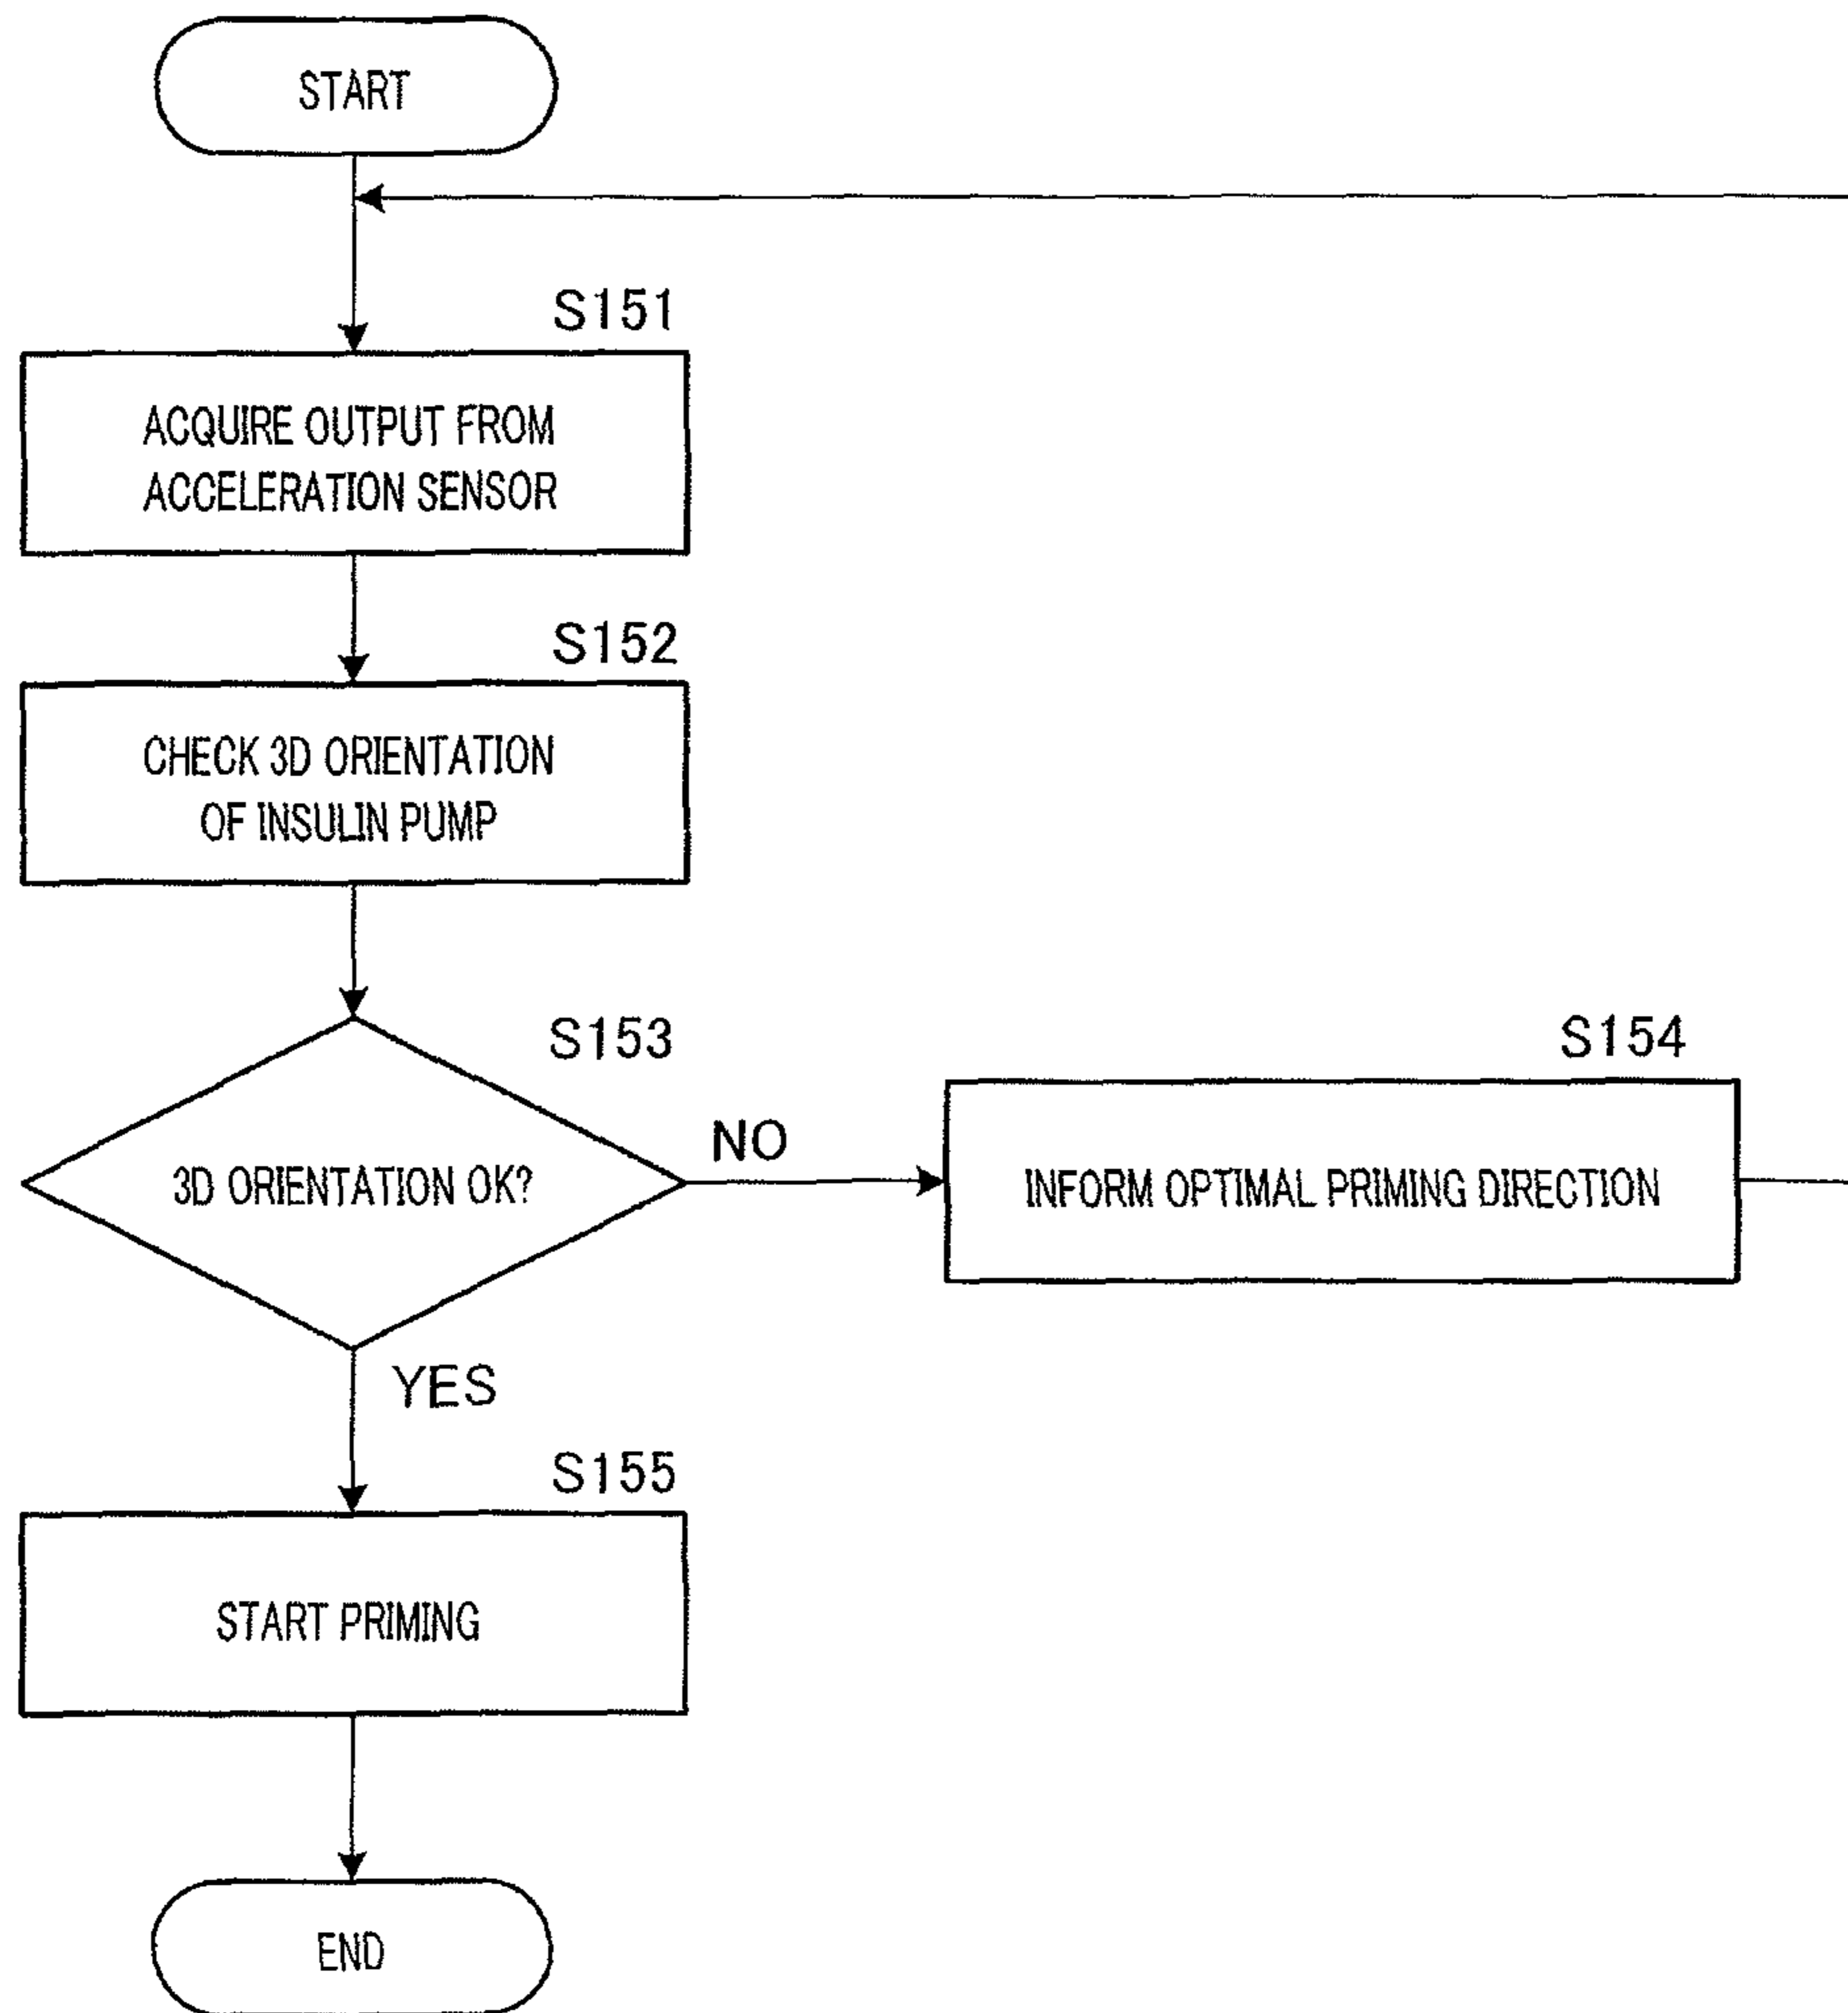 START
S151
ACQUIRE OUTPUT FROM
ACCELERATION SENSOR
S152
CHECK 3D ORIENTATION
OF INSULIN PUMP
S153
3D ORIENTATION OK?
NO
S154
INFORM OPTIMAL PRIMING DIRECTION
YES
S155
START PRIMING
END